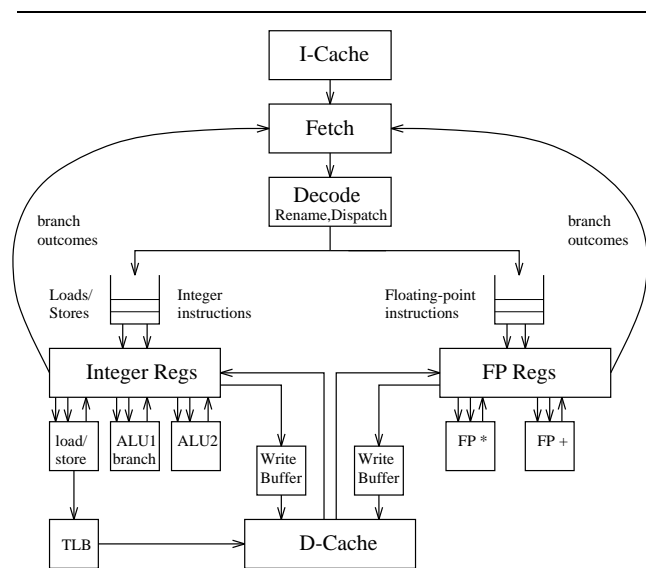 I-Cache
Fetch
Decode
Rename,Dispatch
branch
outcomes
branch
outcomes
Loads/
Stores
Integer
instructions
Floating-point
instructions
Integer Regs
FP Regs
load/
store
ALU1
branch
ALU2
FP *
FP +
Write
Buffer
Write
Buffer
TLB
D-Cache